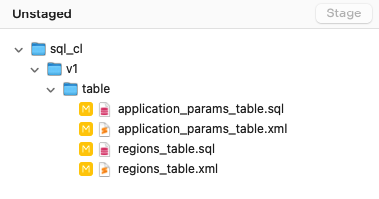 Unstaged Stage
sql_cl
v1
table
M application_params_table.sql
M application_params_table.xml
M regions_table.sql
M regions_table.xml